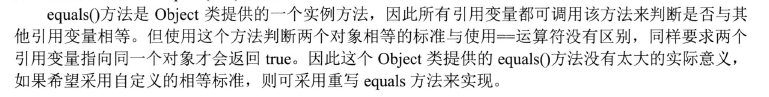 equals()方法是 Object 类提供的一个实例方法，因此所有引用变量都可调用该方法来判断是否与其
他引用变量相等。但使用这个方法判断两个对象相等的标准与使用==运算符没有区别，同样要求两个
引用变量指向同一个对象才会返回 true。因此这个 Object 类提供的 equals()方法没有太大的实际意义，
如果希望采用自定义的相等标准，则可采用重写 equals 方法来实现。